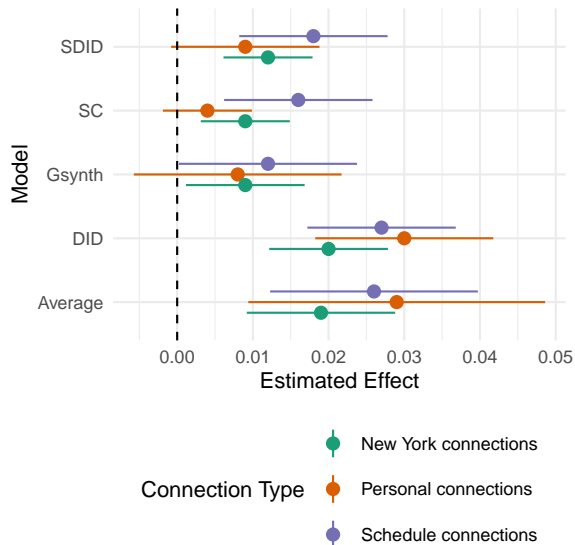 SDID
SC
Gsynth
DID
Average
Model
0.00 0.01 0.02 0.03 0.04 0.05
Estimated Effect
Connection Type
New York connections
Personal connections
Schedule connections